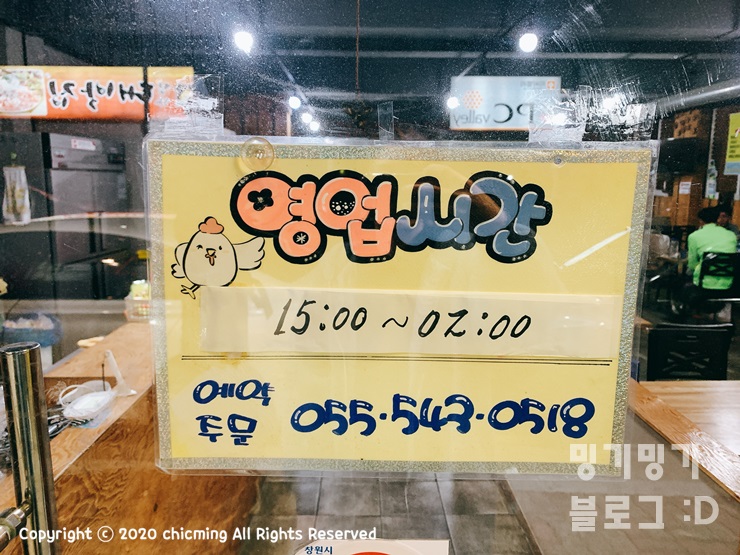 PC valley
영업시간
15:00 ~ 02:00
예약
주문
055·543·0518
밍기밍기
블로그 :D
Copyright ⓒ 2020 chicming All Rights Reserved
창원시